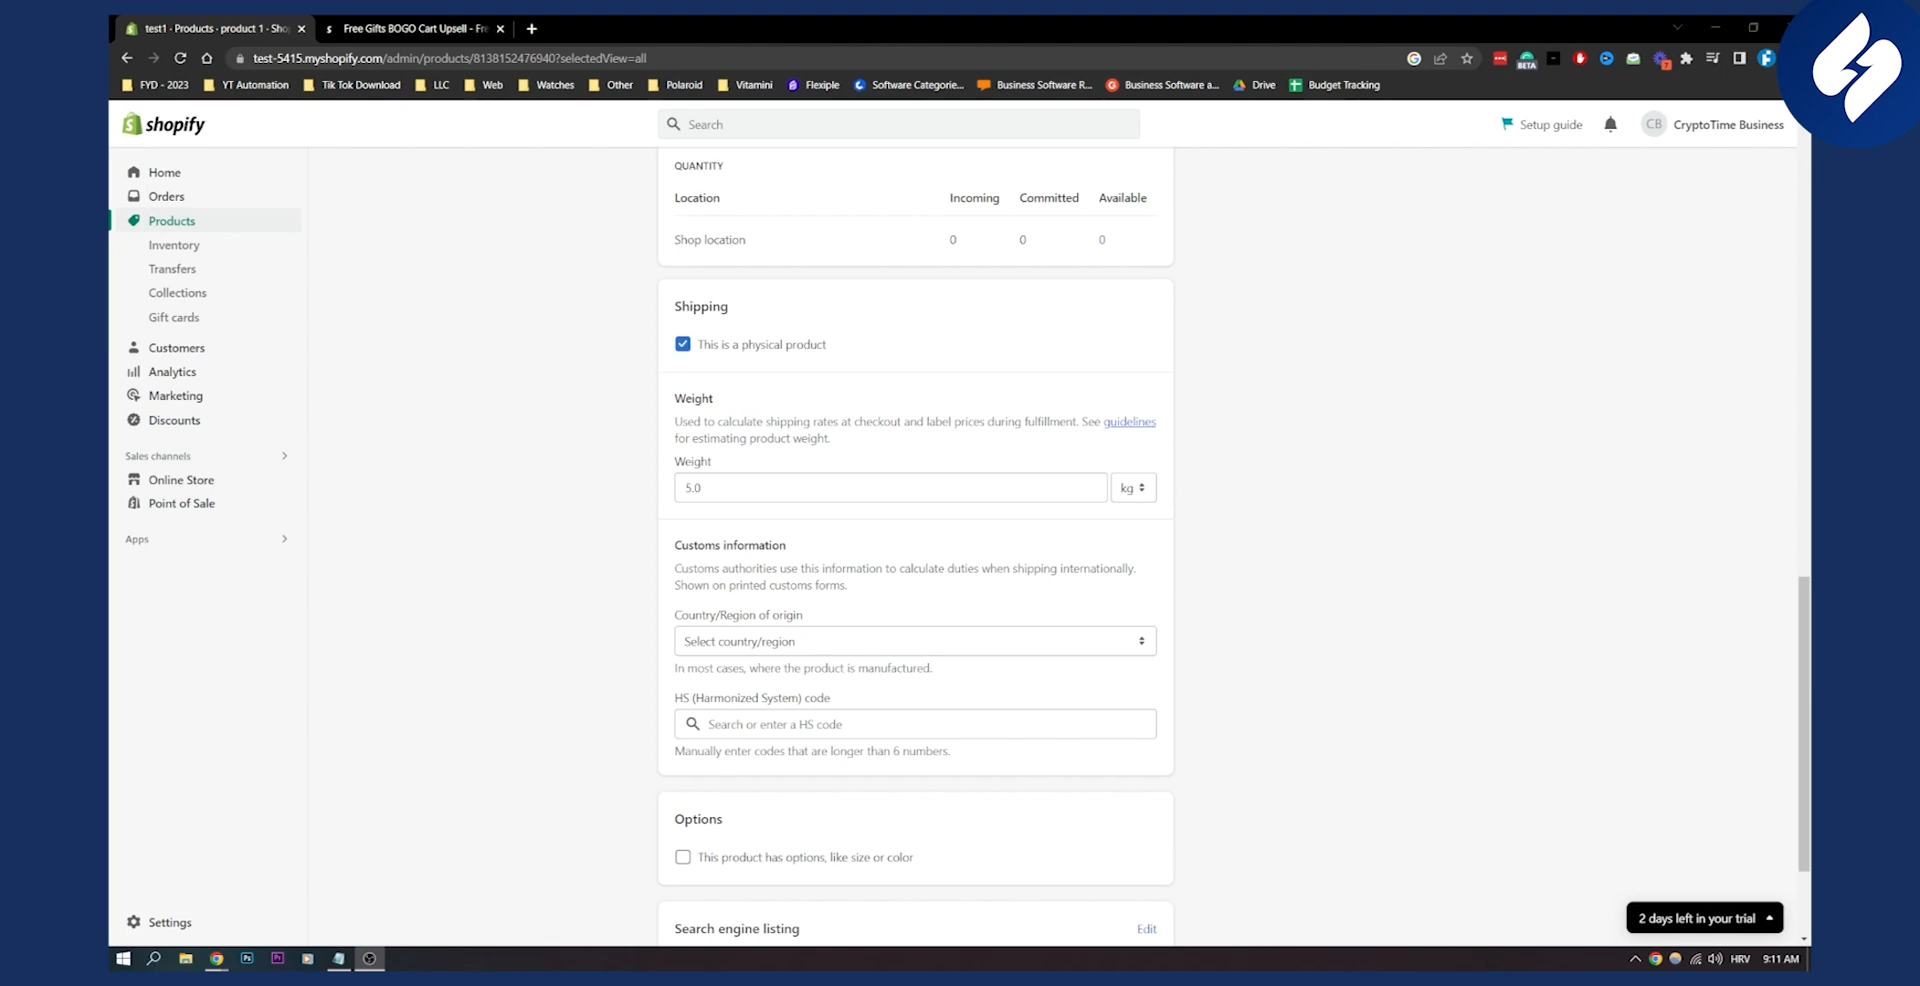 test1 - Products - product 1 - Sho
Free Gifts BOGO Cart Upsell - Fre
test-5415.myshopify.com/admin/products/8138152476940?selectedView=all
BETA
7
FYD - 2023
YT Automation
Tik Tok Download
LLC
Web
Watches
Other
Polaroid
Vitamini
Flexiple
Software Categorie...
Business Software R...
Business Software a...
Drive
Budget Tracking
shopify
Search
Setup guide
CB
CryptoTime Business
Home
Orders
Products
Inventory
Transfers
Collections
Gift cards
Customers
Analytics
Marketing
Discounts
Sales channels
Online Store
Point of Sale
Apps
Settings
QUANTITY
Location Incoming Committed Available
Shop location 0 0 0
Shipping
This is a physical product
Weight
Used to calculate shipping rates at checkout and label prices during fulfillment. See guidelines
for estimating product weight.
Weight
5.0
kg
Customs information
Customs authorities use this information to calculate duties when shipping internationally.
Shown on printed customs forms.
Country/Region of origin
Select country/region
In most cases, where the product is manufactured.
HS (Harmonized System) code
Search or enter a HS code
Manually enter codes that are longer than 6 numbers.
Options
This product has options, like size or color
Search engine listing
Edit
2 days left in your trial
Ps
Pr
HRV
9:11 AM